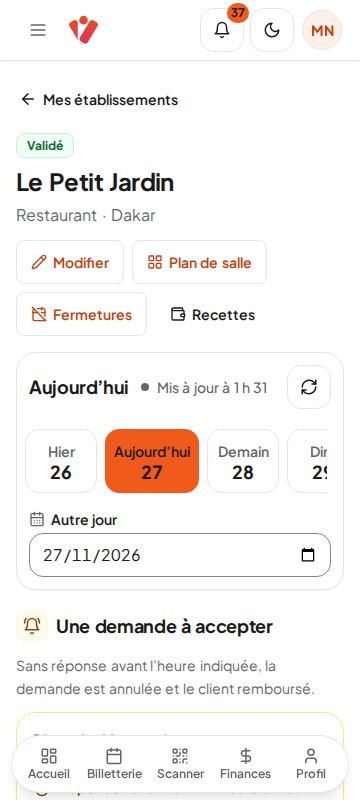 37
MN
Mes établissements
Validé
Le Petit Jardin
Restaurant · Dakar
Modifier
Plan de salle
Fermetures
Recettes
Aujourd'hui
Mis à jour à 1 h 31
Hier
26
Aujourd'hui
27
Demain
28
Autre jour
27/11/2026
Une demande à accepter
Sans réponse avant l'heure indiquée, la
demande est annulée et le client remboursé.
Accueil
Billetterie
Scanner
Finances
Profil